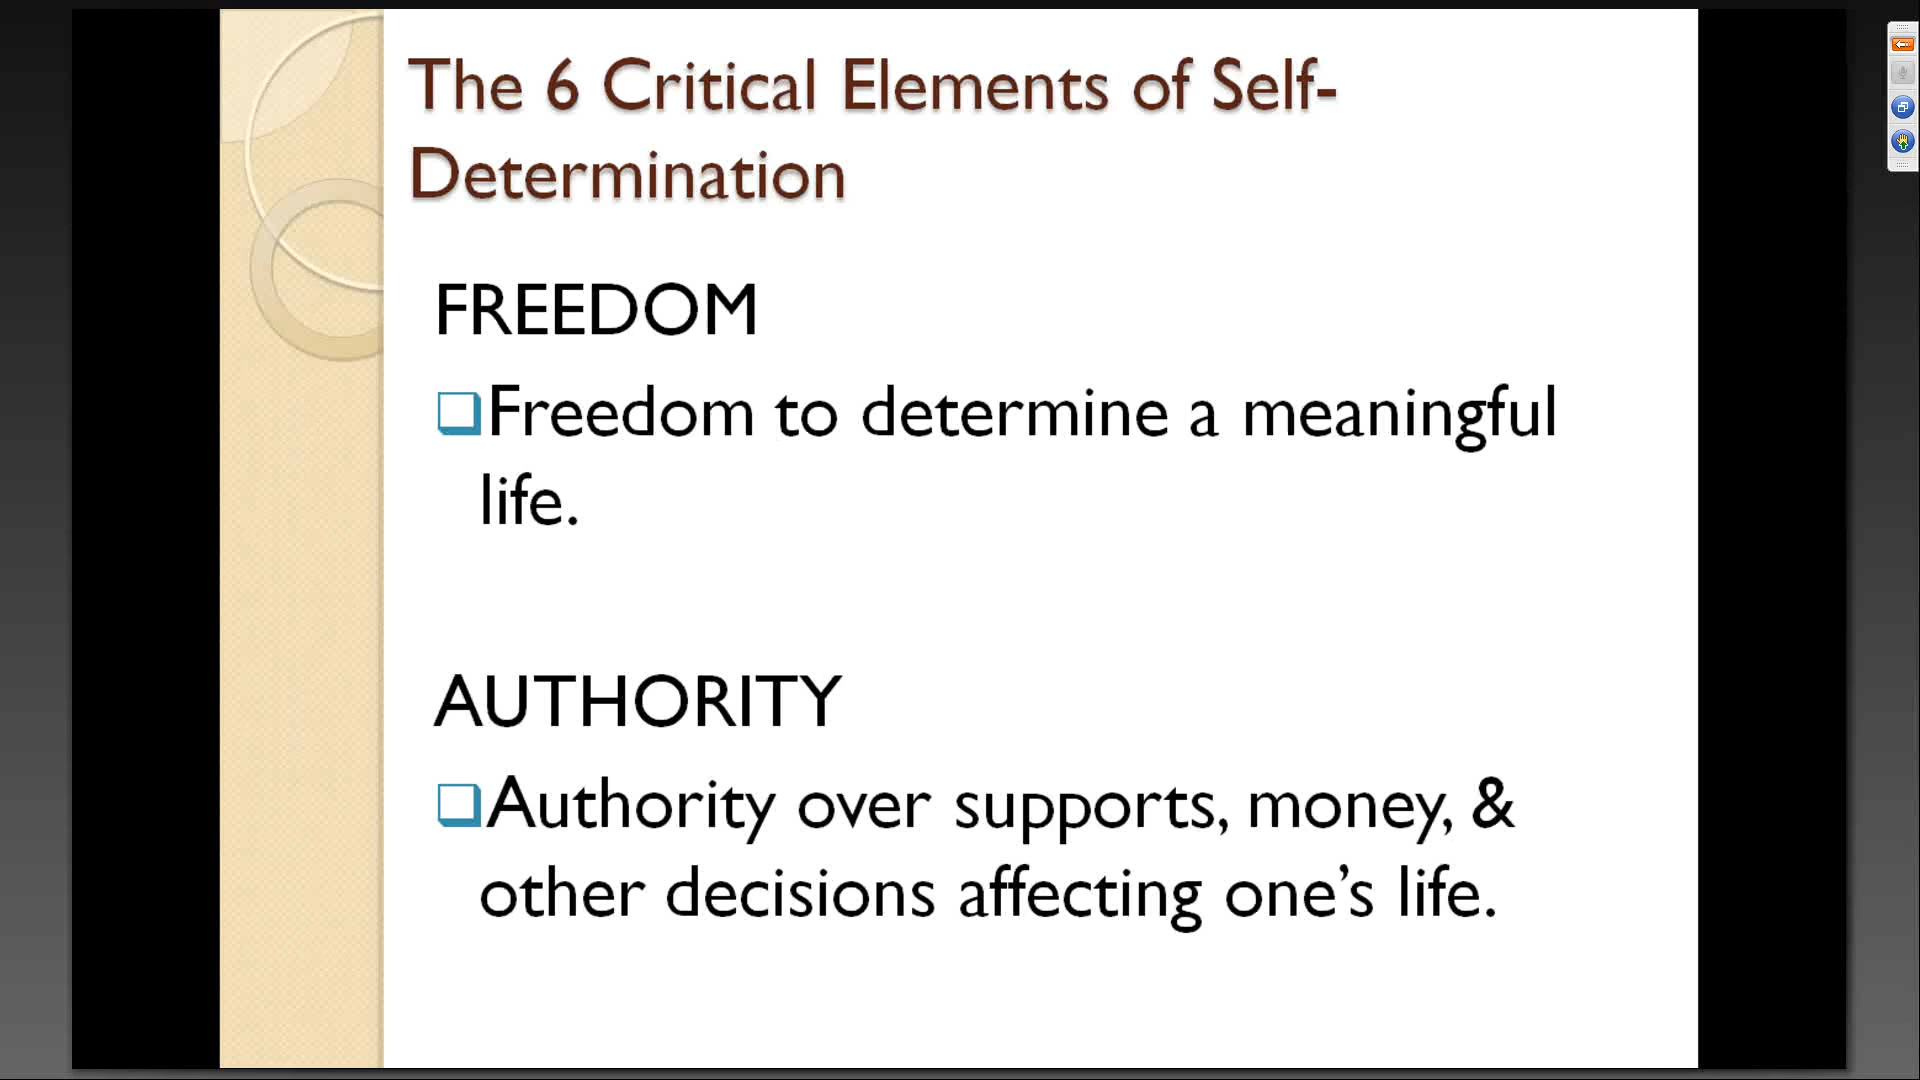 The 6 Critical Elements of Self-
Determination
FREEDOM
Freedom to determine a meaningful
life.
AUTHORITY
Authority over supports, money, &
other decisions affecting one’s life.